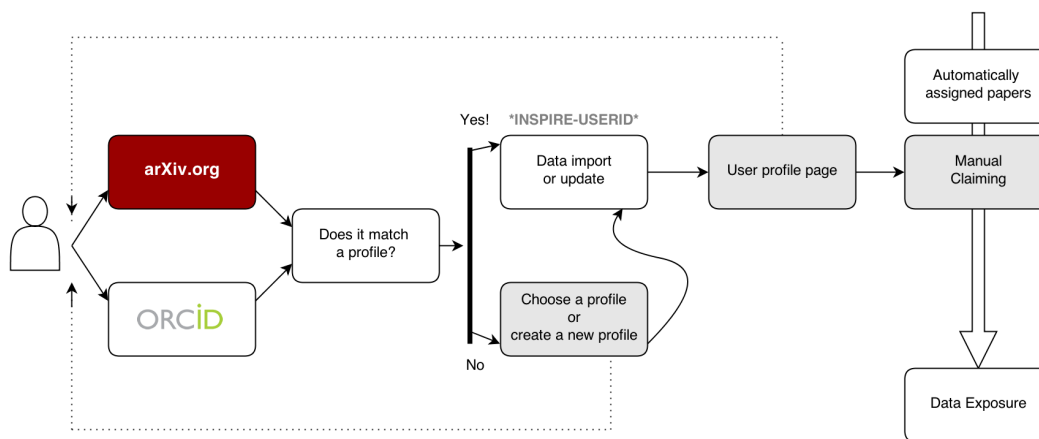 Yes!
*INSPIRE-USERID*
Automatically
assigned papers
arXiv.org
Data import
or update
User profile page
Manual
Claiming
Does it match
a profile?
ORCiD
Choose a profile
or
create a new profile
No
Data Exposure